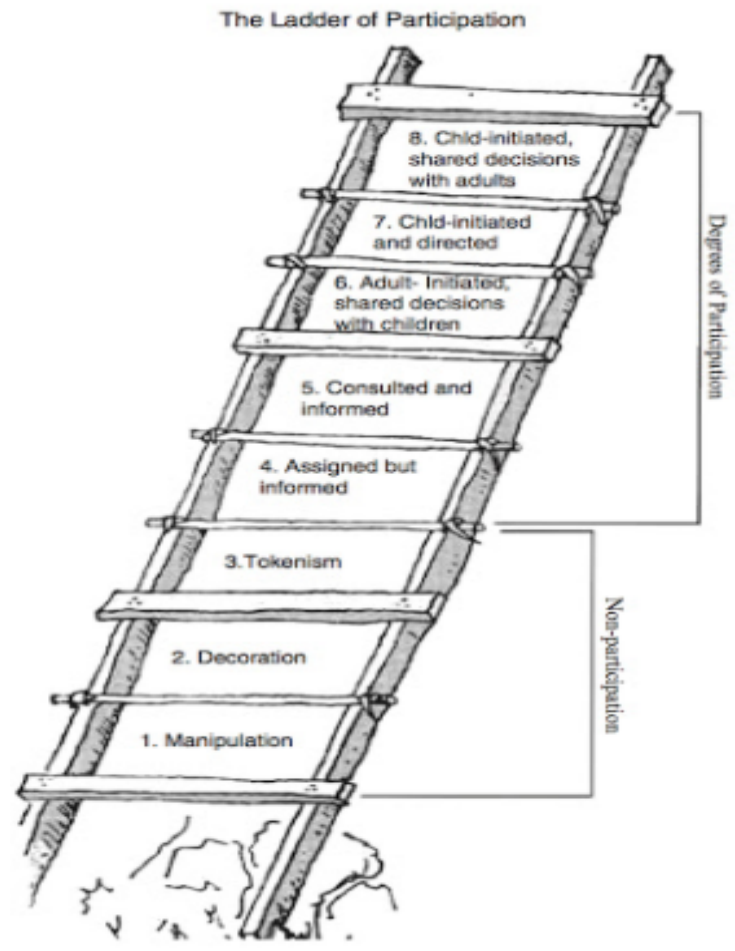 The Ladder of Participation
8. Chld-initiated,
shared decisions
with adults
7. Chld-initiated
and directed
6. Adult- Initiated,
shared decisions
with children
5. Consulted and
informed
4. Assigned but
informed
3.Tokenism
2. Decoration
1. Manipulation
Degrees of Participation
Non-participation